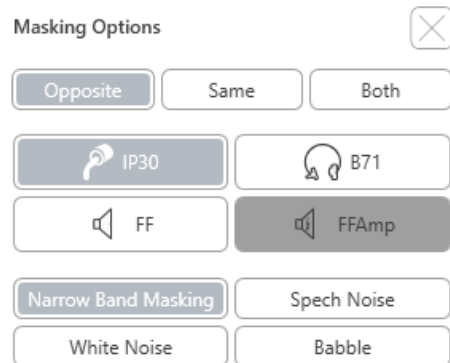 Masking Options
Opposite Same Both
IP30 B71
FF FFAmp
Narrow Band Masking Spech Noise
White Noise Babble